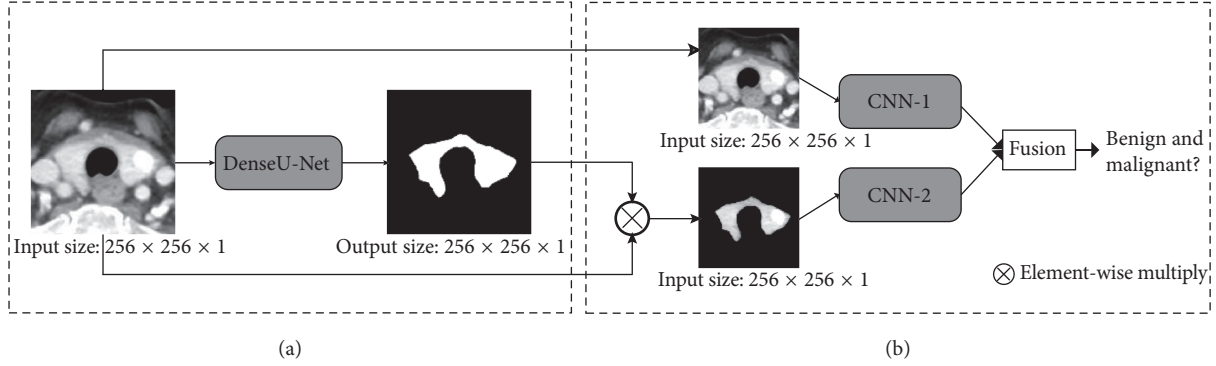 DenseU-Net
Input size: 256 × 256 × 1
Output size: 256 × 256 × 1
(a)
Input size: 256 × 256 × 1
CNN-1
CNN-2
Input size: 256 × 256 × 1
Fusion
Benign and
malignant?
Element-wise multiply
(b)